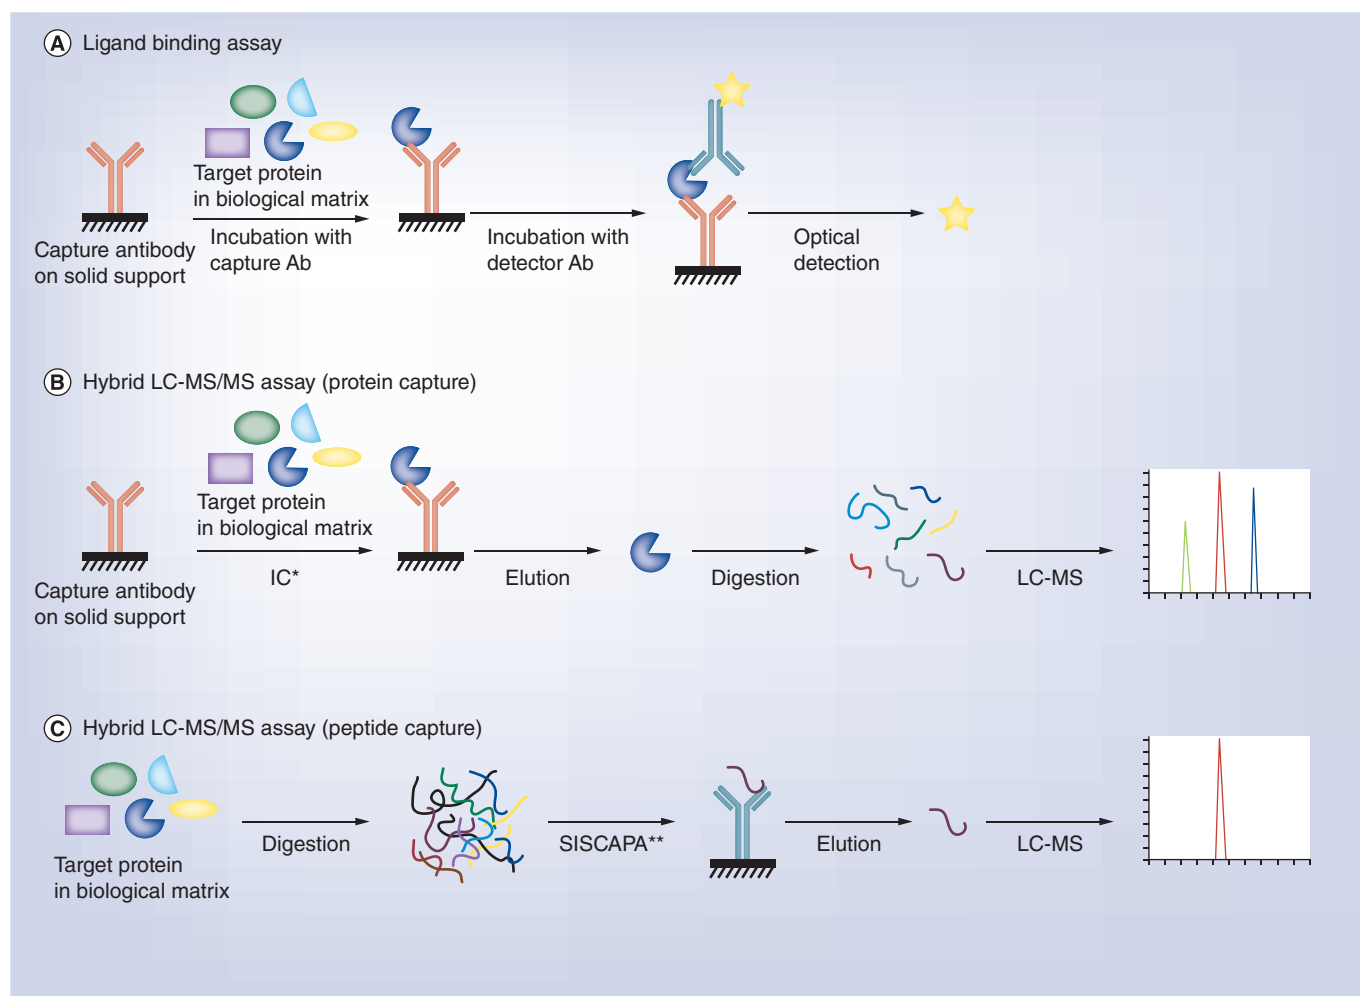 A Ligand binding assay
Target protein
in biological matrix
Capture antibody
on solid support
Incubation with
capture Ab
Incubation with
detector Ab
Optical
detection
B Hybrid LC-MS/MS assay (protein capture)
Target protein
in biological matrix
Capture antibody
on solid support
IC*
Elution
Digestion
LC-MS
C Hybrid LC-MS/MS assay (peptide capture)
Target protein
in biological matrix
Digestion
SISCAPA**
Elution
LC-MS